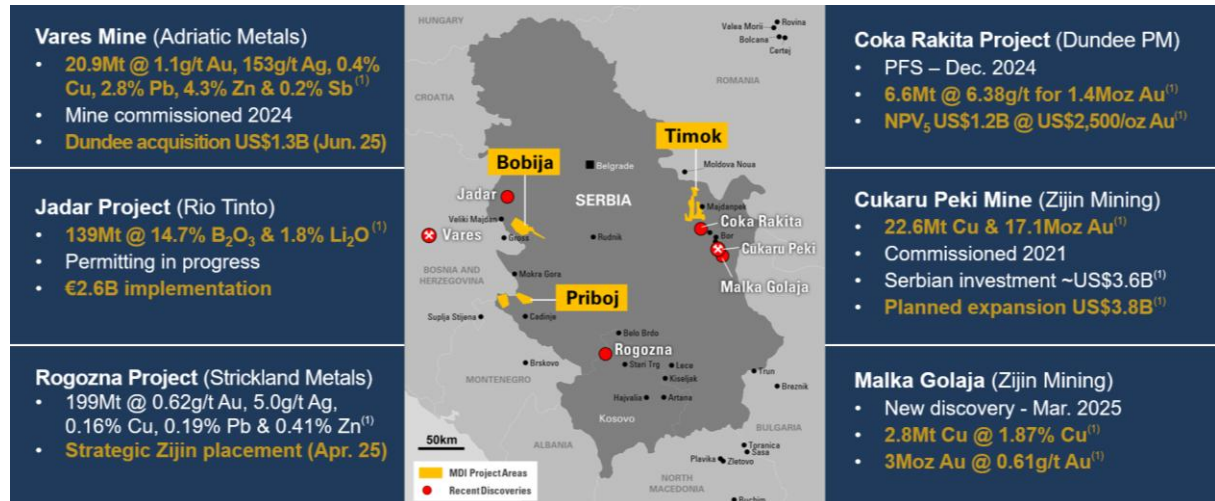 Vares Mine (Adriatic Metals)
• 20.9Mt @ 1.1g/t Au, 153g/t Ag, 0.4%
Cu, 2.8% Pb, 4.3% Zn & 0.2% Sb(1)
• Mine commissioned 2024
• Dundee acquisition US$1.3B (Jun. 25)
Jadar Project (Rio Tinto)
• 139Mt @ 14.7% B2O3 & 1.8% Li2O(1)
• Permitting in progress
• €2.6B implementation
Rogozna Project (Strickland Metals)
• 199Mt @ 0.62g/t Au, 5.0g/t Ag,
0.16% Cu, 0.19% Pb & 0.41% Zn(1)
• Strategic Zijin placement (Apr. 25)
HUNGARY
Rovina
Valea Morii
Bolcana
Certej
ROMANIA
CROATIA
Timok
Moldova Noua
Bobija
Belgrade
Jadar
SERBIA
Majdanpek
Veliki Majdan
Coka Rakita
Vares
Grosa
Rudnik
Bor
Cukaru Peki
BOSNIA AND
HERZEGOVINA
Mokra Gora
Malka Golaja
Priboj
Suplja Stijena
Cadinje
Belo Brdo
Rogozna
Brskovo
Stari Trg
Leca
Trun
MONTENEGRO
Kiseljak
Breznik
Hajvalia
Artana
Kosovo
BULGARIA
50km
ALBANIA
Tpranica
Sasa
Plavika
Zletovo
MDI Project Areas
Recent Discoveries
NORTH
MACEDONIA
Buchim
Coka Rakita Project (Dundee PM)
• PFS – Dec. 2024
• 6.6Mt @ 6.38g/t for 1.4Moz Au(1)
• NPV5 US$1.2B @ US$2,500/oz Au(1)
Cukaru Peki Mine (Zijin Mining)
• 22.6Mt Cu & 17.1Moz Au(1)
• Commissioned 2021
• Serbian investment ~US$3.6B(1)
• Planned expansion US$3.8B(1)
Malka Golaja (Zijin Mining)
• New discovery - Mar. 2025
• 2.8Mt Cu @ 1.87% Cu(1)
• 3Moz Au @ 0.61g/t Au(1)